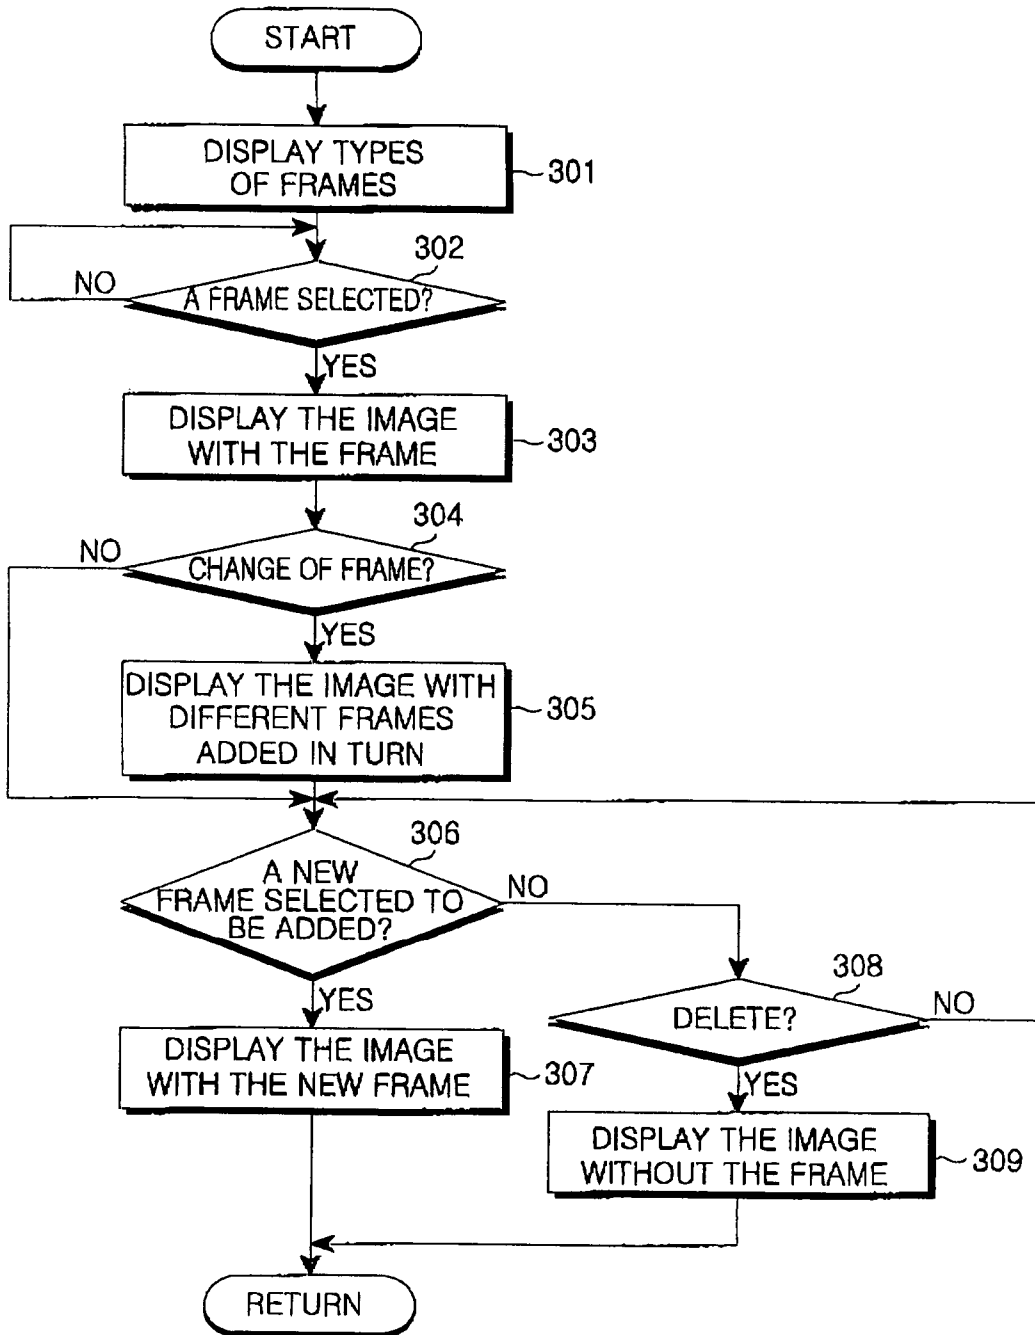 START
DISPLAY TYPES
OF FRAMES
301
302
NO
A FRAME SELECTED?
YES
DISPLAY THE IMAGE
WITH THE FRAME
303
304
NO
CHANGE OF FRAME?
YES
DISPLAY THE IMAGE WITH
DIFFERENT FRAMES
ADDED IN TURN
305
306
A NEW
FRAME SELECTED TO
BE ADDED?
NO
YES
308
DELETE?
NO
DISPLAY THE IMAGE
WITH THE NEW FRAME
307
YES
DISPLAY THE IMAGE
WITHOUT THE FRAME
309
RETURN